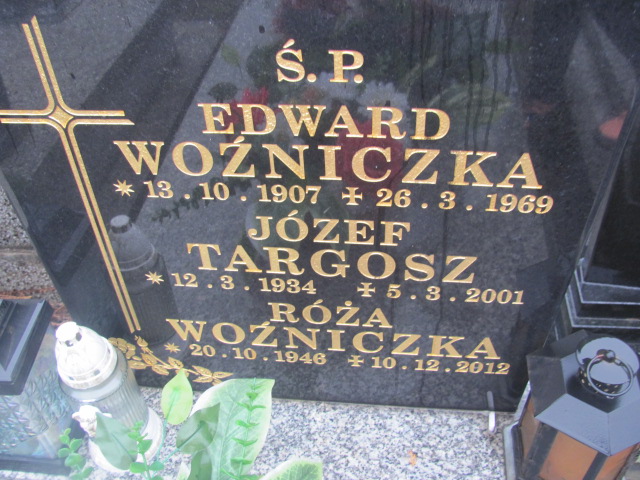 Ś.P.
EDWARD
WOŹNICZKA
* 13.10.1907 ✢ 26.3.1969
JÓZEF
TARGOSZ
* 12.3.1934 ✢ 5.3.2001
RÓŻA
WOŹNICZKA
* 20.10.1946 ✢ 10.12.2012